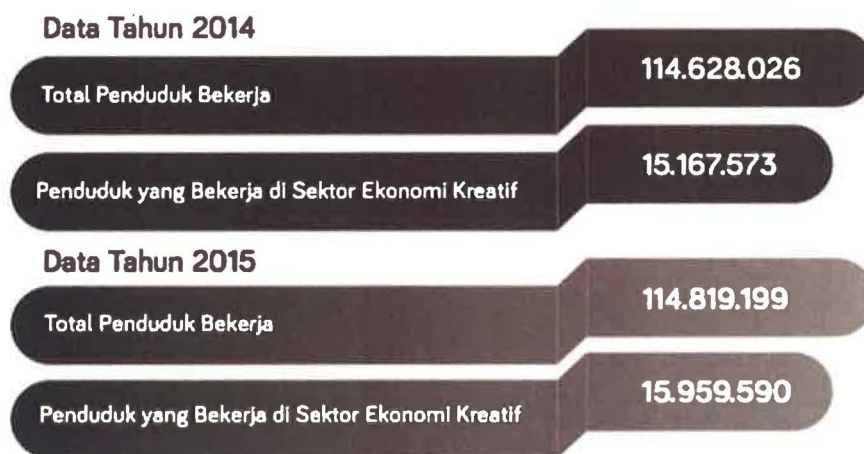 Data Tahun 2014
Total Penduduk Bekerja
114.628.026
Penduduk yang Bekerja di Sektor Ekonomi Kreatif
15.167.573
Data Tahun 2015
Total Penduduk Bekerja
114.819.199
Penduduk yang Bekerja di Sektor Ekonomi Kreatif
15.959.590